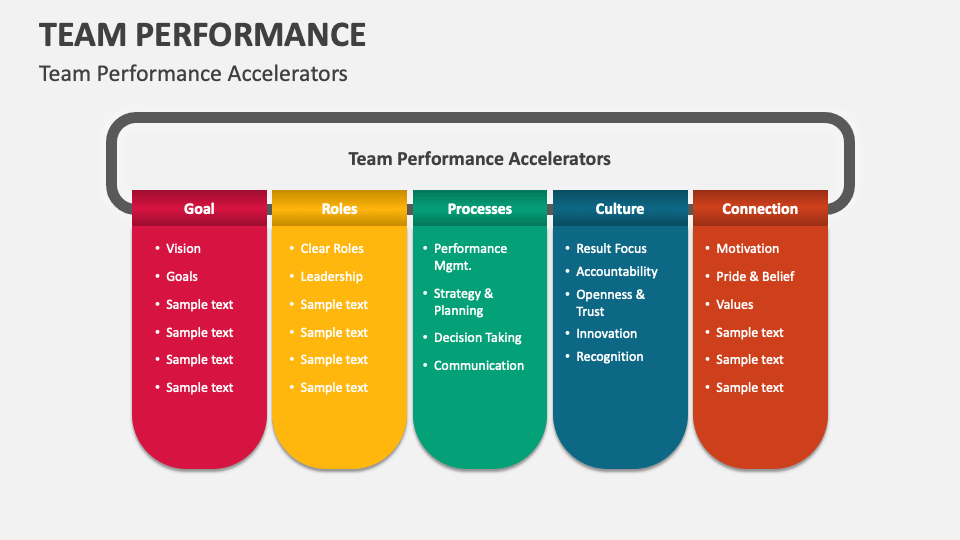 TEAM PERFORMANCE
Team Performance Accelerators
Team Performance Accelerators
Goal
• Vision
• Goals
• Sample text
• Sample text
• Sample text
• Sample text
Roles
• Clear Roles
• Leadership
• Sample text
• Sample text
• Sample text
• Sample text
Processes
• Performance
Mgmt.
• Strategy &
Planning
• Decision Taking
• Communication
Culture
• Result Focus
• Accountability
• Openness &
Trust
• Innovation
• Recognition
Connection
• Motivation
• Pride & Belief
• Values
• Sample text
• Sample text
• Sample text